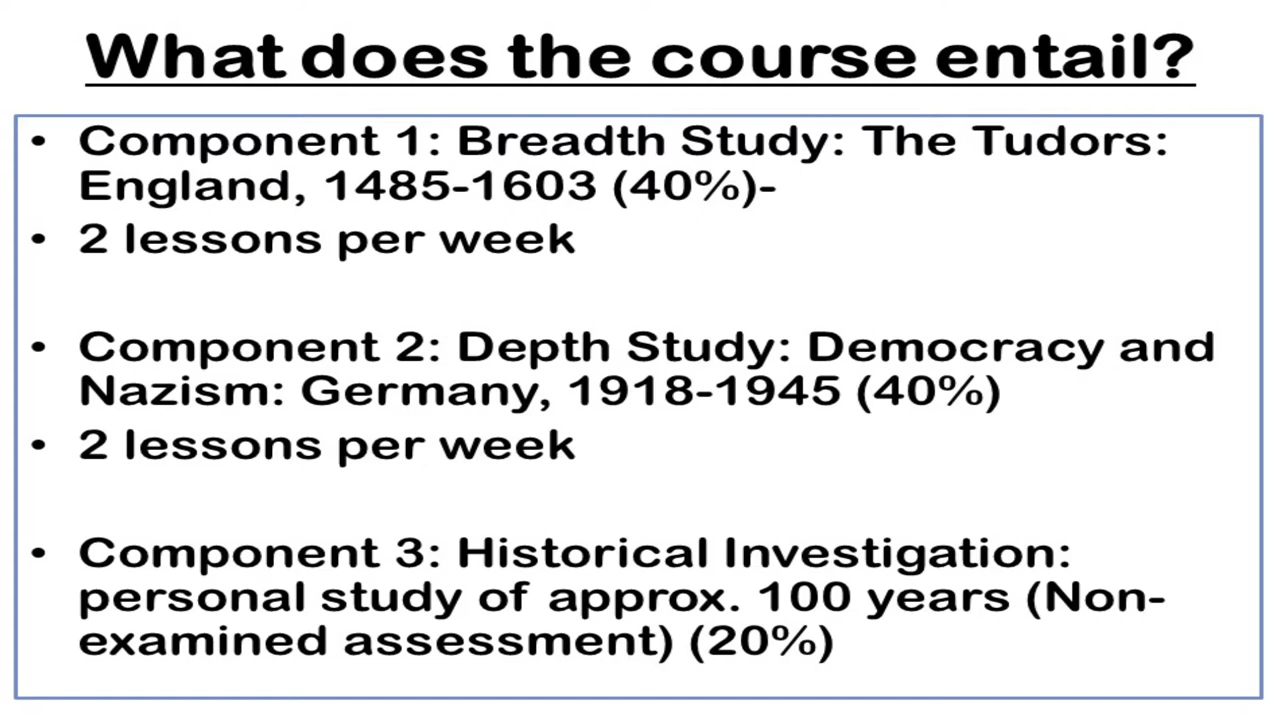 What does the course entail?
• Component 1: Breadth Study: The Tudors:
England, 1485-1603 (40%)-
• 2 lessons per week
• Component 2: Depth Study: Democracy and
Nazism: Germany, 1918-1945 (40%)
• 2 lessons per week
• Component 3: Historical Investigation:
personal study of approx. 100 years (Non-
examined assessment) (20%)